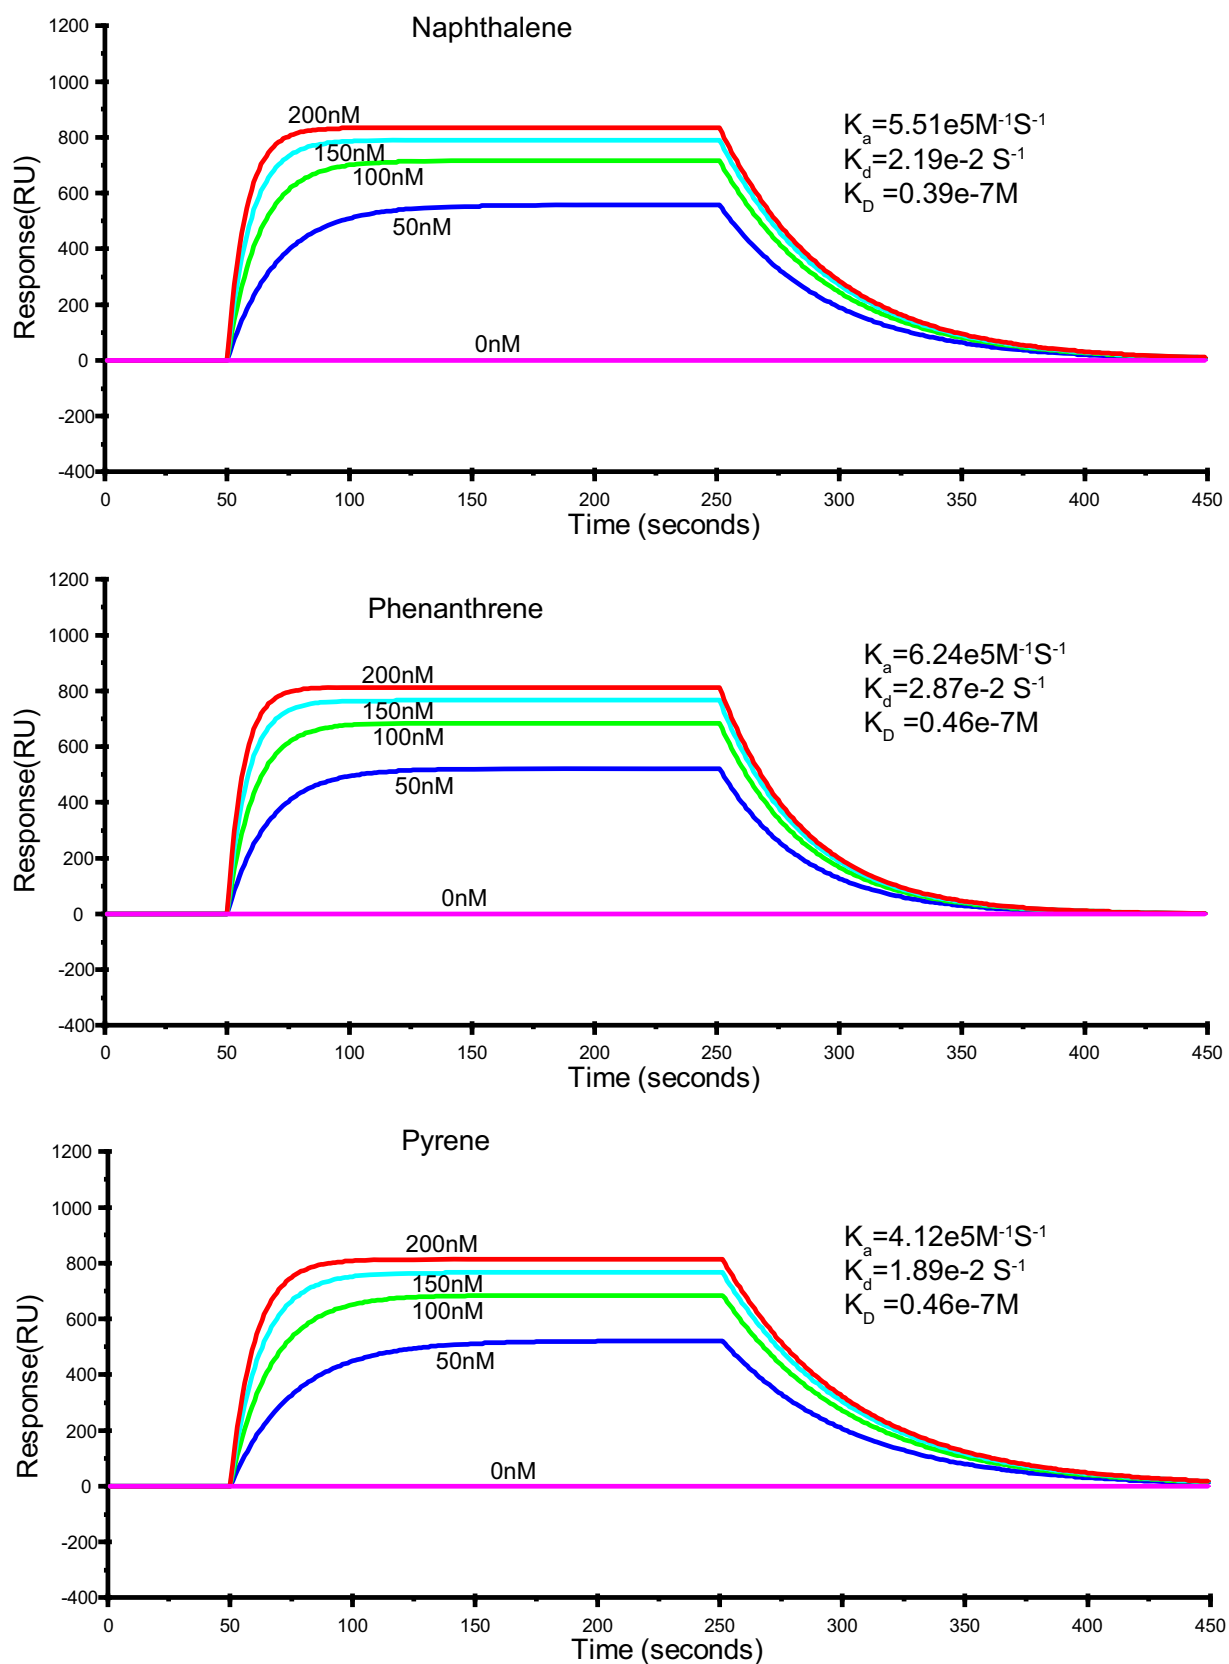 Naphthalene
1200
1000
800
600
400
200
0
-200
-400
Response(RU)
200nM
150nM
100nM
50nM
0nM
Kₐ=5.51e5M⁻¹S⁻¹
K_d=2.19e-2 S⁻¹
K_D =0.39e-7M
0 50 100 150 200 250 300 350 400 450
Time (seconds)
Phenanthrene
1200
1000
800
600
400
200
0
-200
-400
Response(RU)
200nM
150nM
100nM
50nM
0nM
Kₐ=6.24e5M⁻¹S⁻¹
K_d=2.87e-2 S⁻¹
K_D =0.46e-7M
0 50 100 150 200 250 300 350 400 450
Time (seconds)
Pyrene
1200
1000
800
600
400
200
0
-200
-400
Response(RU)
200nM
150nM
100nM
50nM
0nM
Kₐ=4.12e5M⁻¹S⁻¹
K_d=1.89e-2 S⁻¹
K_D =0.46e-7M
0 50 100 150 200 250 300 350 400 450
Time (seconds)